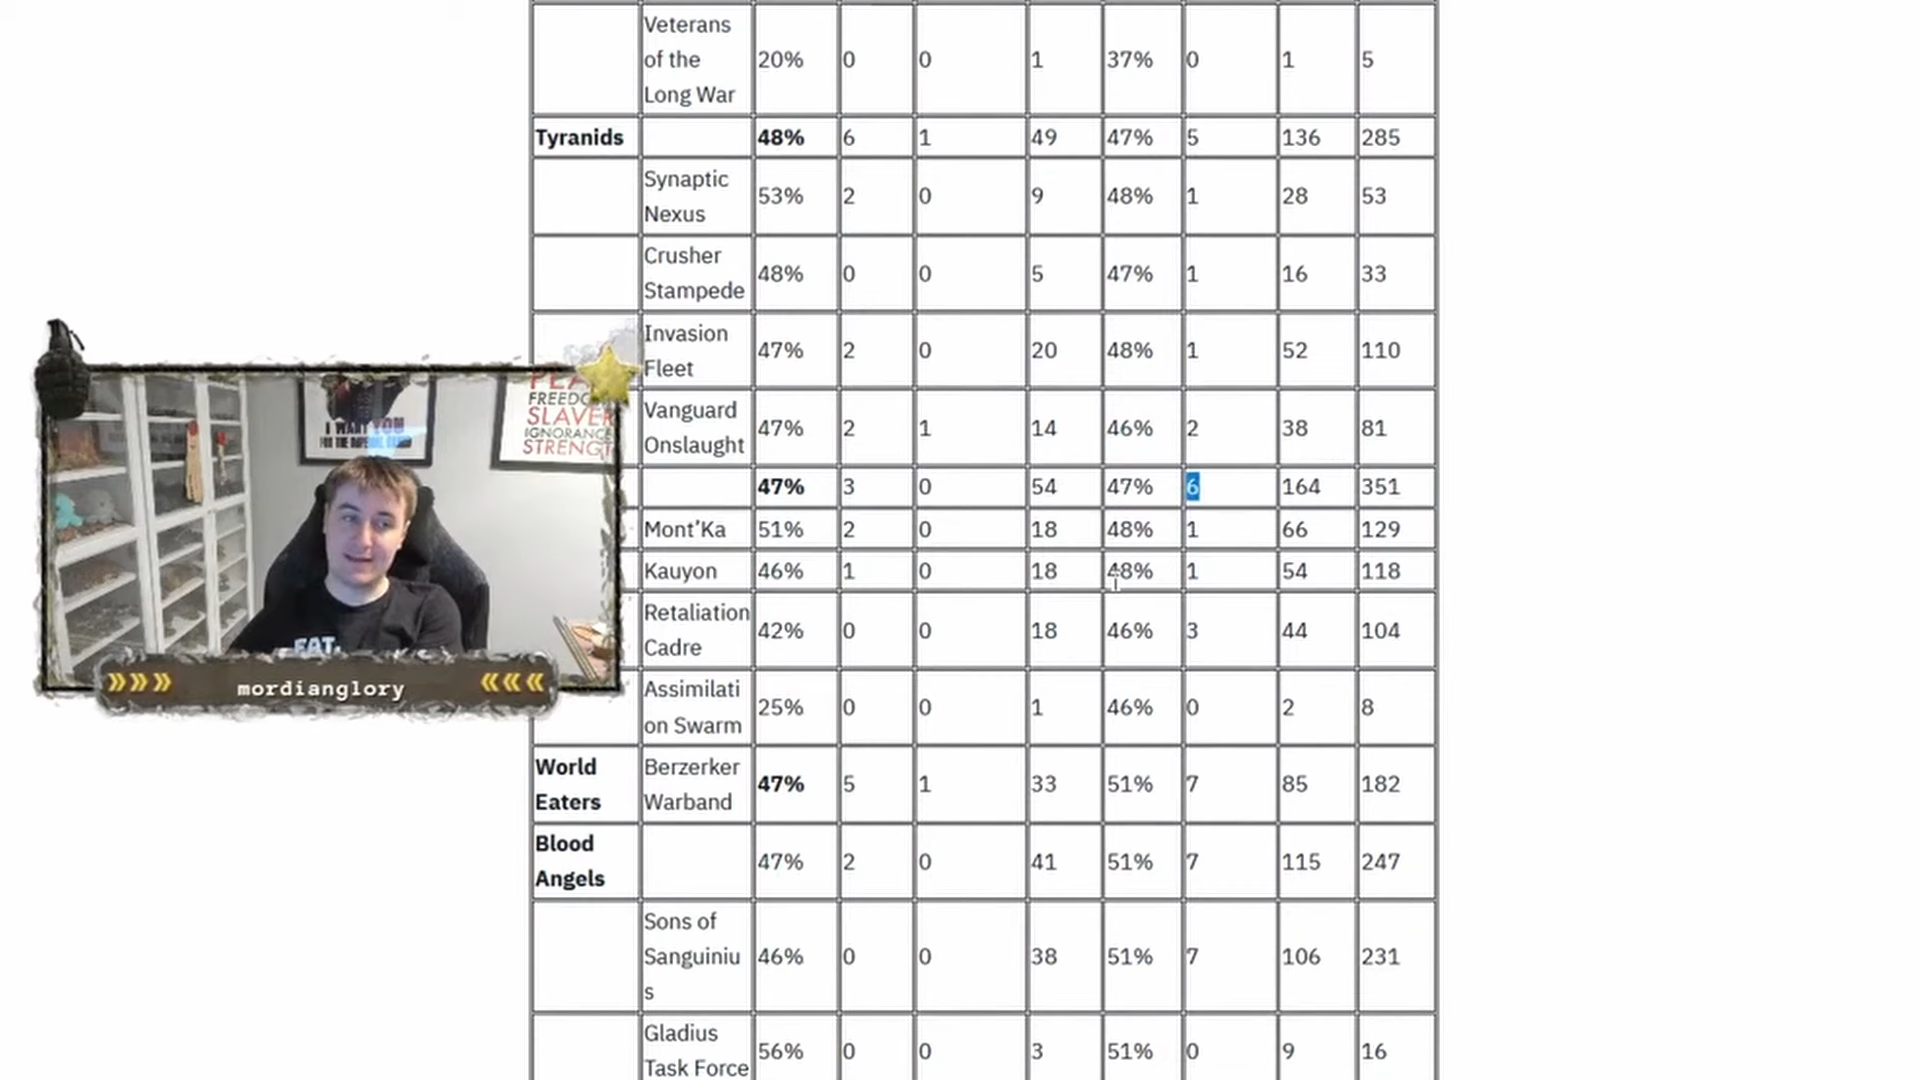 Veterans
of the
Long War
20% 0 0 1 37% 0 1 5
Tyranids 48% 6 1 49 47% 5 136 285
Synaptic
Nexus
53% 2 0 9 48% 1 28 53
Crusher
Stampede
48% 0 0 5 47% 1 16 33
Invasion
Fleet
47% 2 0 20 48% 1 52 110
Vanguard
Onslaught
47% 2 1 14 46% 2 38 81
47% 3 0 54 47% 6 164 351
Mont'Ka 51% 2 0 18 48% 1 66 129
Kauyon 46% 1 0 18 48% 1 54 118
Retaliation
Cadre
42% 0 0 18 46% 3 44 104
Assimilati
on Swarm
25% 0 0 1 46% 0 2 8
World
Eaters
Berzerker
Warband
47% 5 1 33 51% 7 85 182
Blood
Angels
47% 2 0 41 51% 7 115 247
Sons of
Sanguiniu
s
46% 0 0 38 51% 7 106 231
Gladius
Task Force
56% 0 0 3 51% 0 9 16
I WANT YOU
FREEDO
SLAVER
IGNORANCE
STRENGT
EAT.
mordianglory